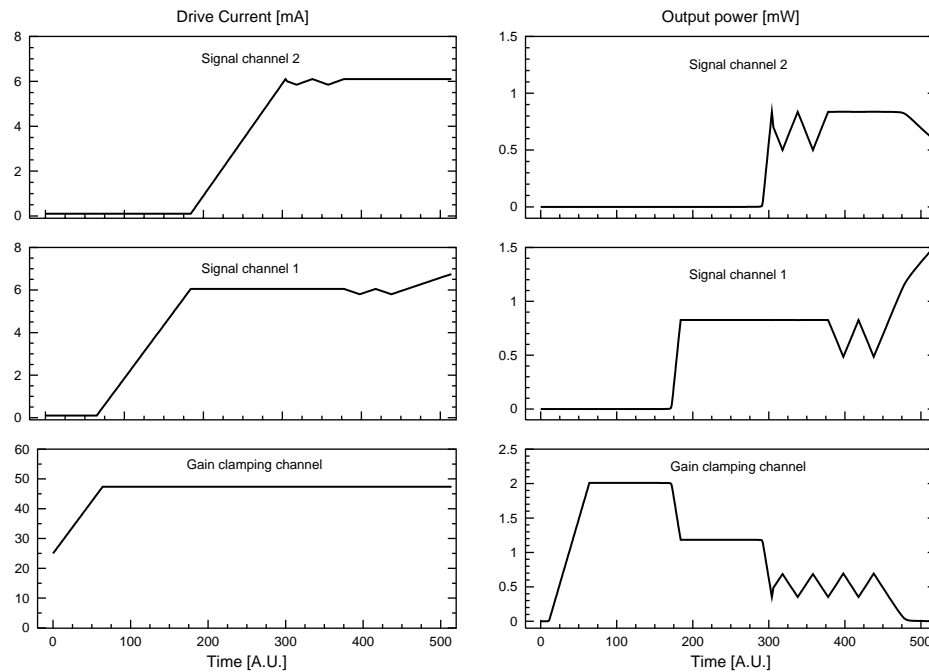 Drive Current [mA]
Output power [mW]
8
6
4
2
0
Signal channel 2
1.5
1
0.5
0
Signal channel 2
8
6
4
2
0
Signal channel 1
1.5
1
0.5
0
Signal channel 1
60
50
40
30
20
10
0
Gain clamping channel
0 100 200 300 400 500
Time [A.U.]
2.5
2
1.5
1
0.5
0
Gain clamping channel
0 100 200 300 400 500
Time [A.U.]